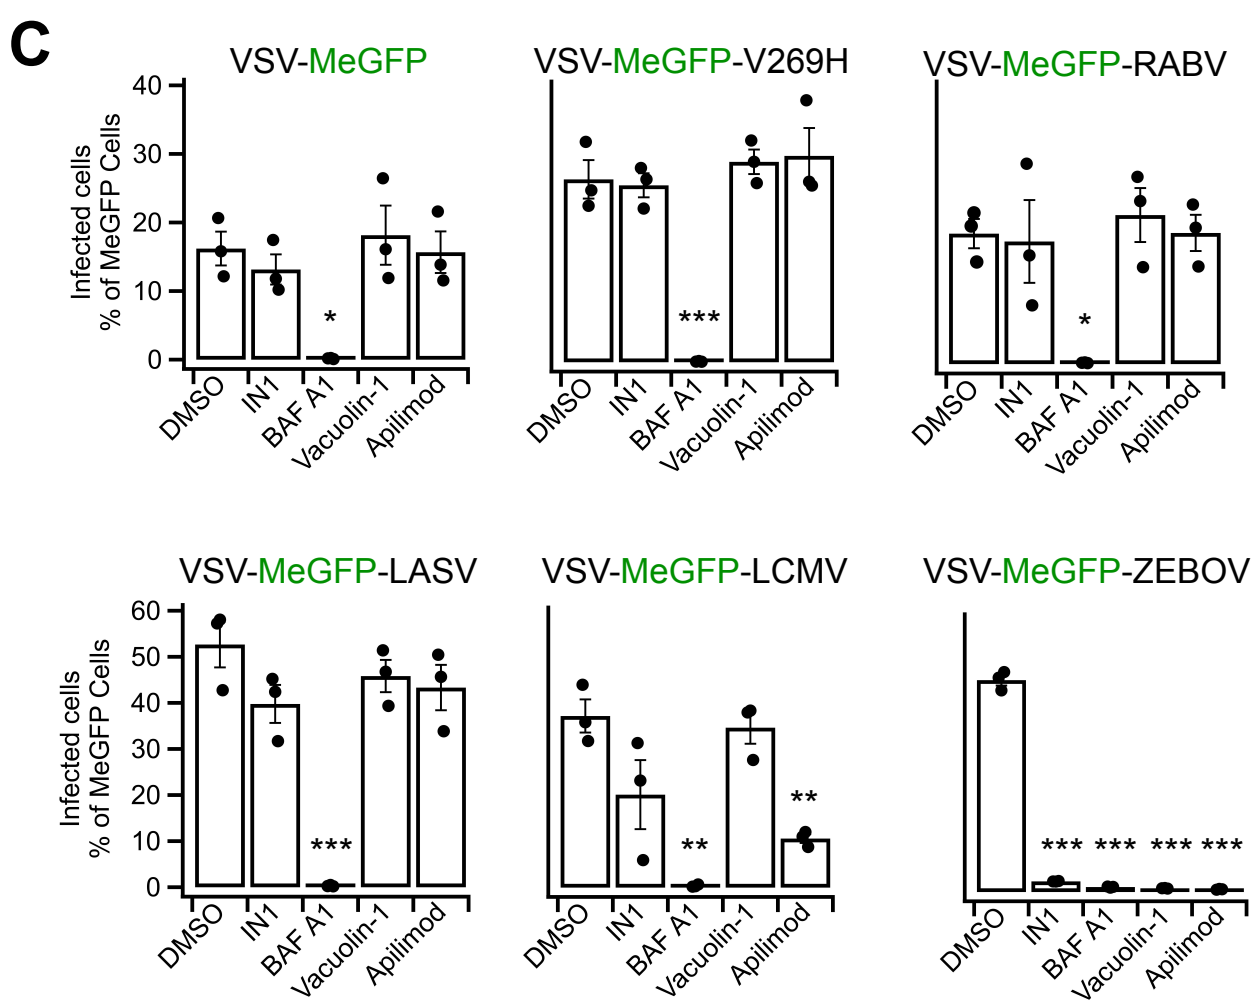 C
VSV-MeGFP
VSV-MeGFP-V269H
VSV-MeGFP-RABV
Infected cells
% of MeGFP Cells
40
30
20
10
0
*
***
*
DMSO
IN1
BAF A1
Vacuolin-1
Apilimod
DMSO
IN1
BAF A1
Vacuolin-1
Apilimod
DMSO
IN1
BAF A1
Vacuolin-1
Apilimod
VSV-MeGFP-LASV
VSV-MeGFP-LCMV
VSV-MeGFP-ZEBOV
Infected cells
% of MeGFP Cells
60
50
40
30
20
10
0
***
**
**
***
***
***
***
DMSO
IN1
BAF A1
Vacuolin-1
Apilimod
DMSO
IN1
BAF A1
Vacuolin-1
Apilimod
DMSO
IN1
BAF A1
Vacuolin-1
Apilimod